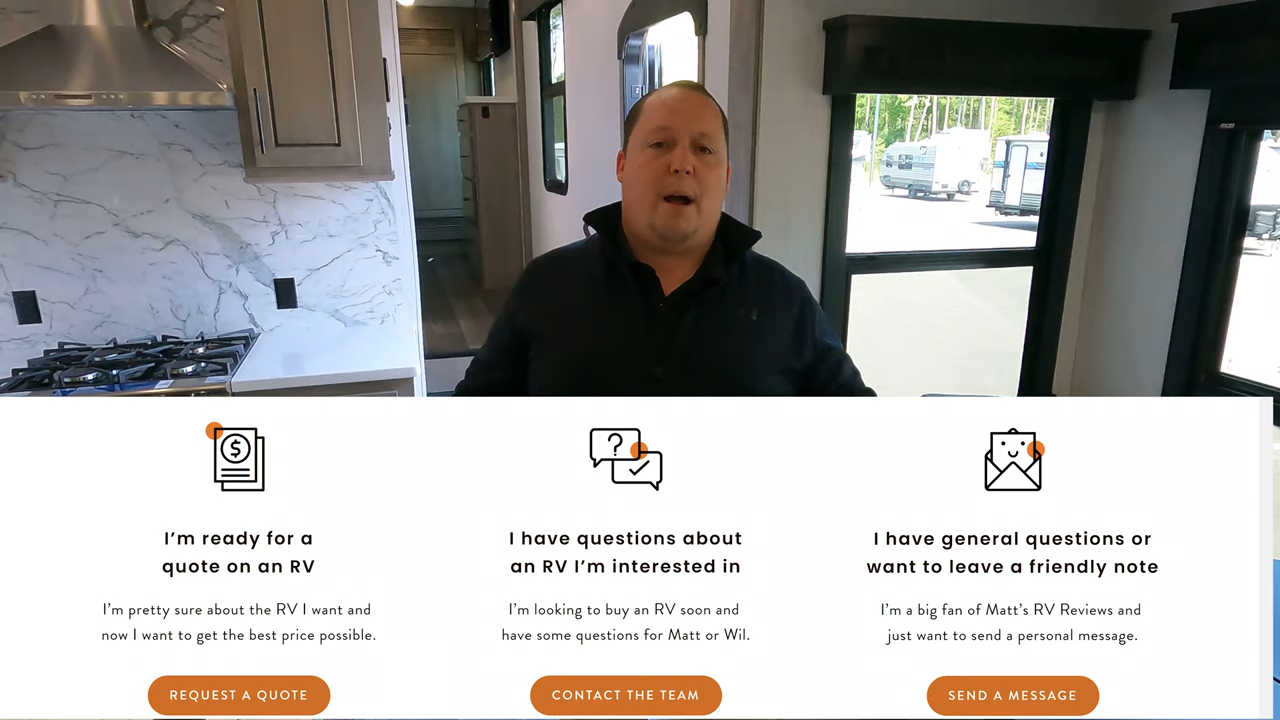 I'm ready for a
quote on an RV
I'm pretty sure about the RV I want and
now I want to get the best price possible.
REQUEST A QUOTE
I have questions about
an RV I'm interested in
I'm looking to buy an RV soon and
have some questions for Matt or Wil.
CONTACT THE TEAM
I have general questions or
want to leave a friendly note
I'm a big fan of Matt's RV Reviews and
just want to send a personal message.
SEND A MESSAGE